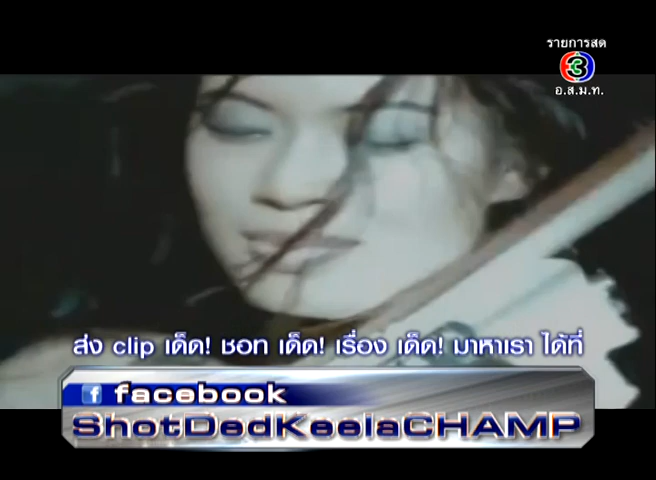 รายการสด
3
อ.ส.ม.ท.
ส่ง clip เด็ด! ชอท เด็ด! เรื่อง เด็ด! มาหาเรา ได้ที่
f facebook
ShotDedKeelaCHAMP